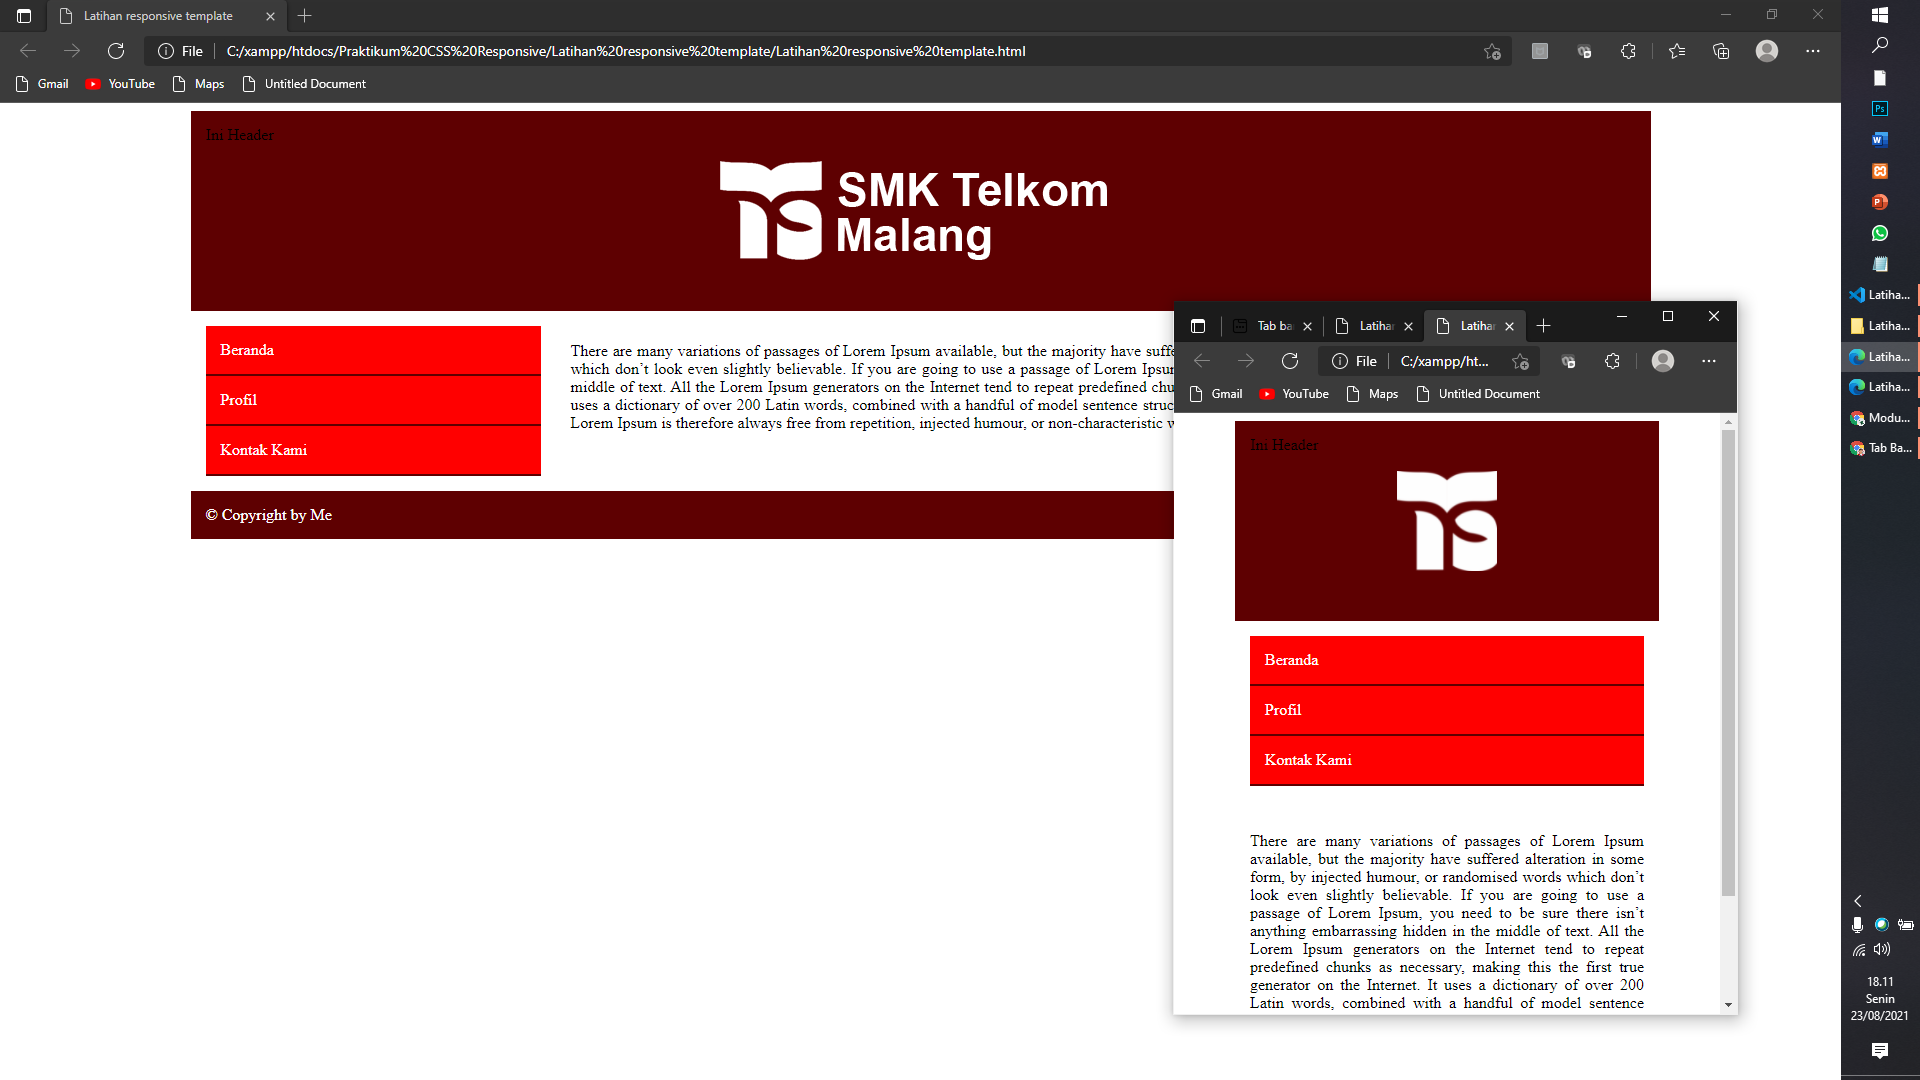 Latihan responsive template
File
C:/xampp/htdocs/Praktikum%20CSS%20Responsive/Latihan%20responsive%20template/Latihan%20responsive%20template.html
Gmail
YouTube
Maps
Untitled Document
Ini Header
SMK Telkom
Malang
Beranda
Profil
Kontak Kami
There are many variations of passages of Lorem Ipsum available, but the majority have suffe
which don’t look even slightly believable. If you are going to use a passage of Lorem Ipsu
middle of text. All the Lorem Ipsum generators on the Internet tend to repeat predefined chu
uses a dictionary of over 200 Latin words, combined with a handful of model sentence struc
Lorem Ipsum is therefore always free from repetition, injected humour, or non-characteristic w
© Copyright by Me
Tab ba
Latihar
Latihar
File
C:/xampp/ht...
Gmail
YouTube
Maps
Untitled Document
Ini Header
Beranda
Profil
Kontak Kami
There are many variations of passages of Lorem Ipsum
available, but the majority have suffered alteration in some
form, by injected humour, or randomised words which don’t
look even slightly believable. If you are going to use a
passage of Lorem Ipsum, you need to be sure there isn’t
anything embarrassing hidden in the middle of text. All the
Lorem Ipsum generators on the Internet tend to repeat
predefined chunks as necessary, making this the first true
generator on the Internet. It uses a dictionary of over 200
Latin words, combined with a handful of model sentence
Ps
W
P
Latiha...
Latiha...
Latiha...
Latiha...
Modu...
Tab Ba...
18.11
Senin
23/08/2021